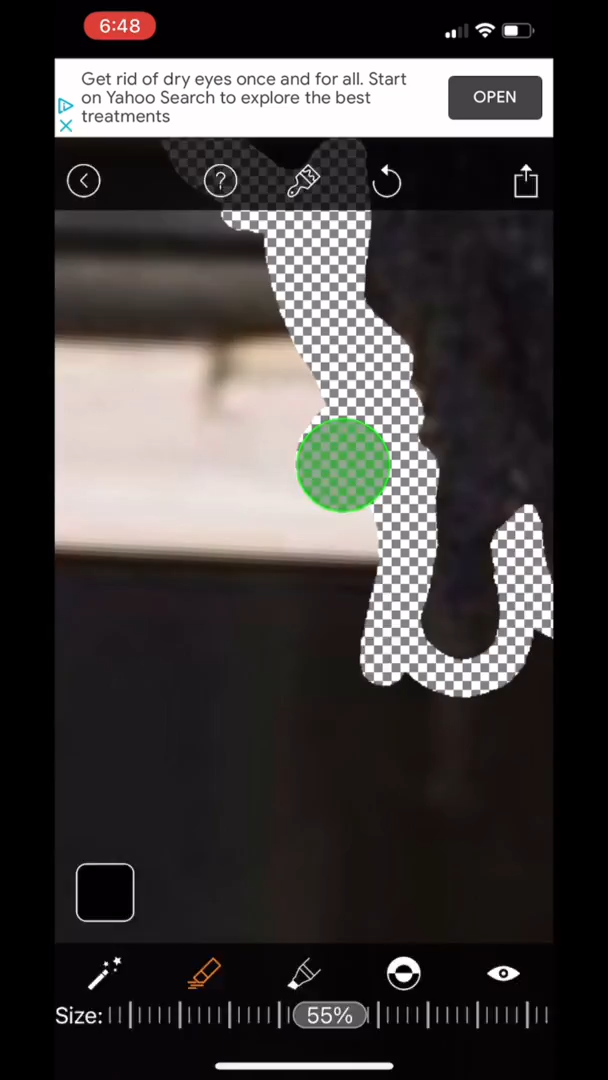 6:48
Get rid of dry eyes once and for all. Start
on Yahoo Search to explore the best
treatments
OPEN
?
Size:
55%